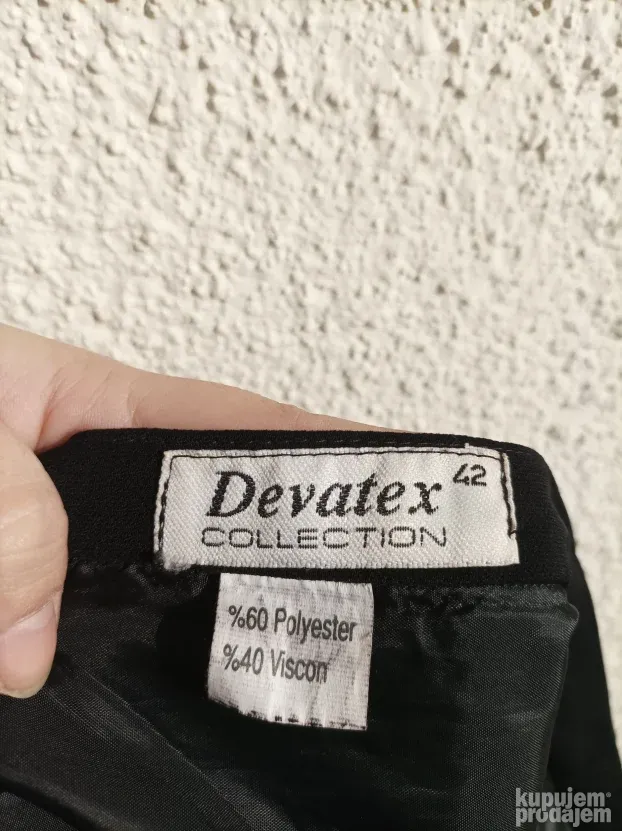 Devatex 42
COLLECTION
%60 Polyester
%40 Viscon
kupujem
prodajem